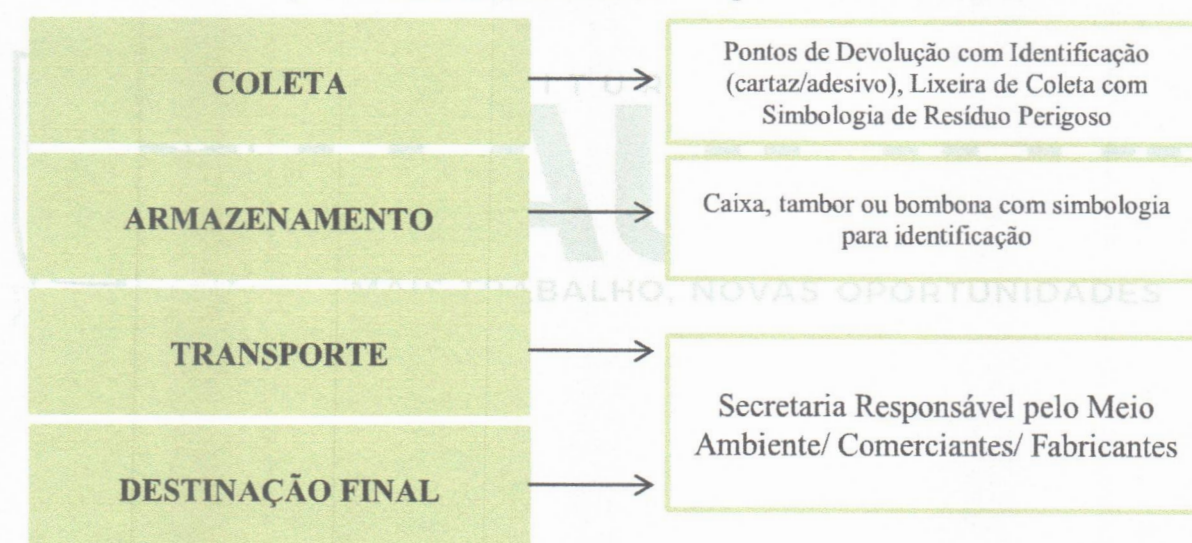 COLETA
Pontos de Devolução com Identificação
(cartaz/adesivo), Lixeira de Coleta com
Simbologia de Resíduo Perigoso
ARMAZENAMENTO
Caixa, tambor ou bombona com simbologia
para identificação
MAIS TRABALHO, NOVAS OPORTUNIDADES
TRANSPORTE
Secretaria Responsável pelo Meio
Ambiente/ Comerciantes/ Fabricantes
DESTINAÇÃO FINAL